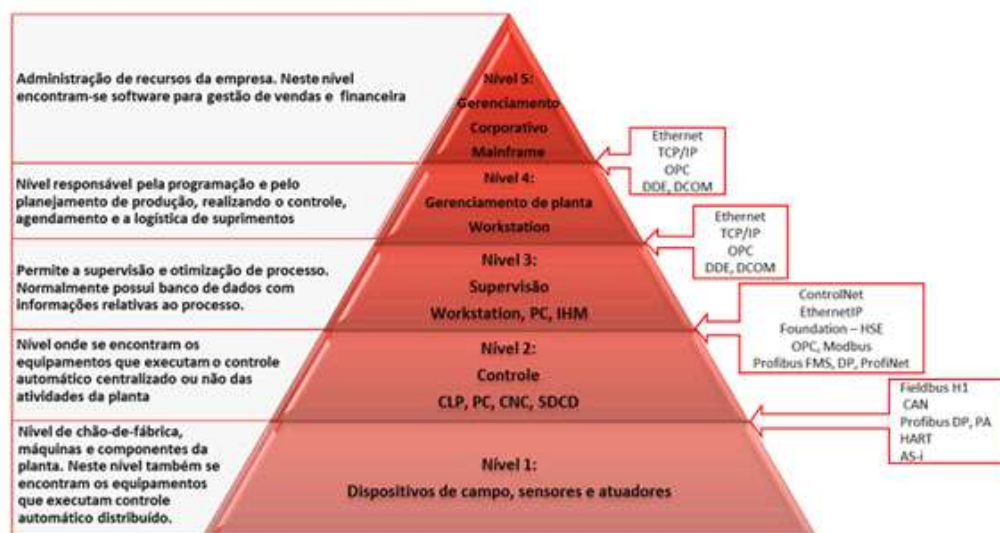 Administração de recursos da empresa. Neste nível
encontram-se software para gestão de vendas e financeira
Nível 5:
Gerenciamento
Corporativo
Mainframe
Ethernet
TCP/IP
OPC
DDE, DCOM
Nível responsável pela programação e pelo
planejamento de produção, realizando o controle,
agendamento e a logística de suprimentos
Nível 4:
Gerenciamento de planta
Workstation
Ethernet
TCP/IP
OPC
DDE, DCOM
Permite a supervisão e otimização de processo.
Normalmente possui banco de dados com
informações relativas ao processo.
Nível 3:
Supervisão
Workstation, PC, IHM
ControlNet
EthernetIP
Foundation – HSE
OPC, Modbus
Profibus FMS, DP, ProfiNet
Nível onde se encontram os
equipamentos que executam o controle
automático centralizado ou não das
atividades da planta
Nível 2:
Controle
CLP, PC, CNC, SDCD
Fieldbus H1
CAN
Profibus DP, PA
HART
AS-i
Nível de chão-de-fábrica,
máquinas e componentes da
planta. Neste nível também se
encontram os equipamentos
que executam controle
automático distribuído.
Nível 1:
Dispositivos de campo, sensores e atuadores